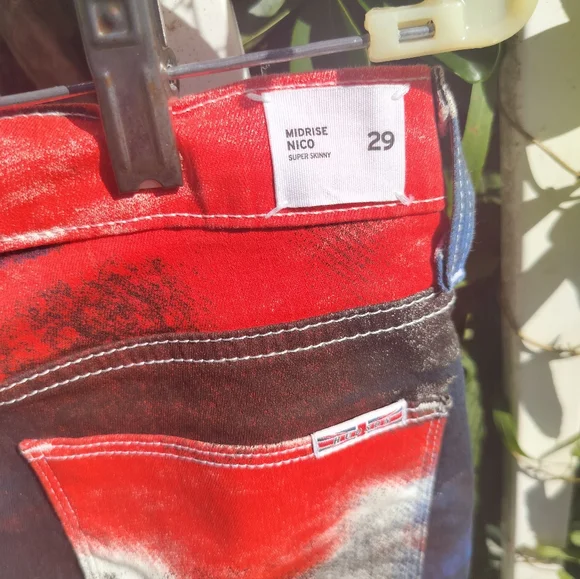 MIDRISE
NICO
SUPER SKINNY
29